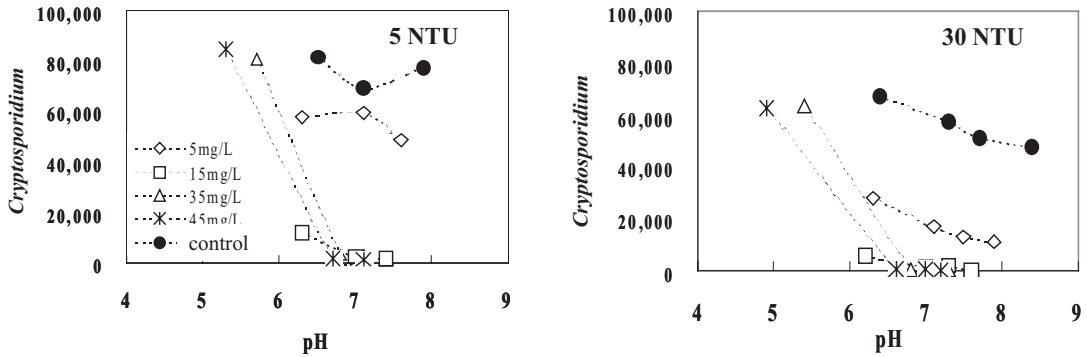 5 NTU
Cryptosporidium
100,000
80,000
60,000
40,000
20,000
0
5mg/L
15mg/L
35mg/L
45mg/L
control
4 5 6 7 8 9
pH
30 NTU
Cryptosporidium
100,000
80,000
60,000
40,000
20,000
0
4 5 6 7 8 9
pH